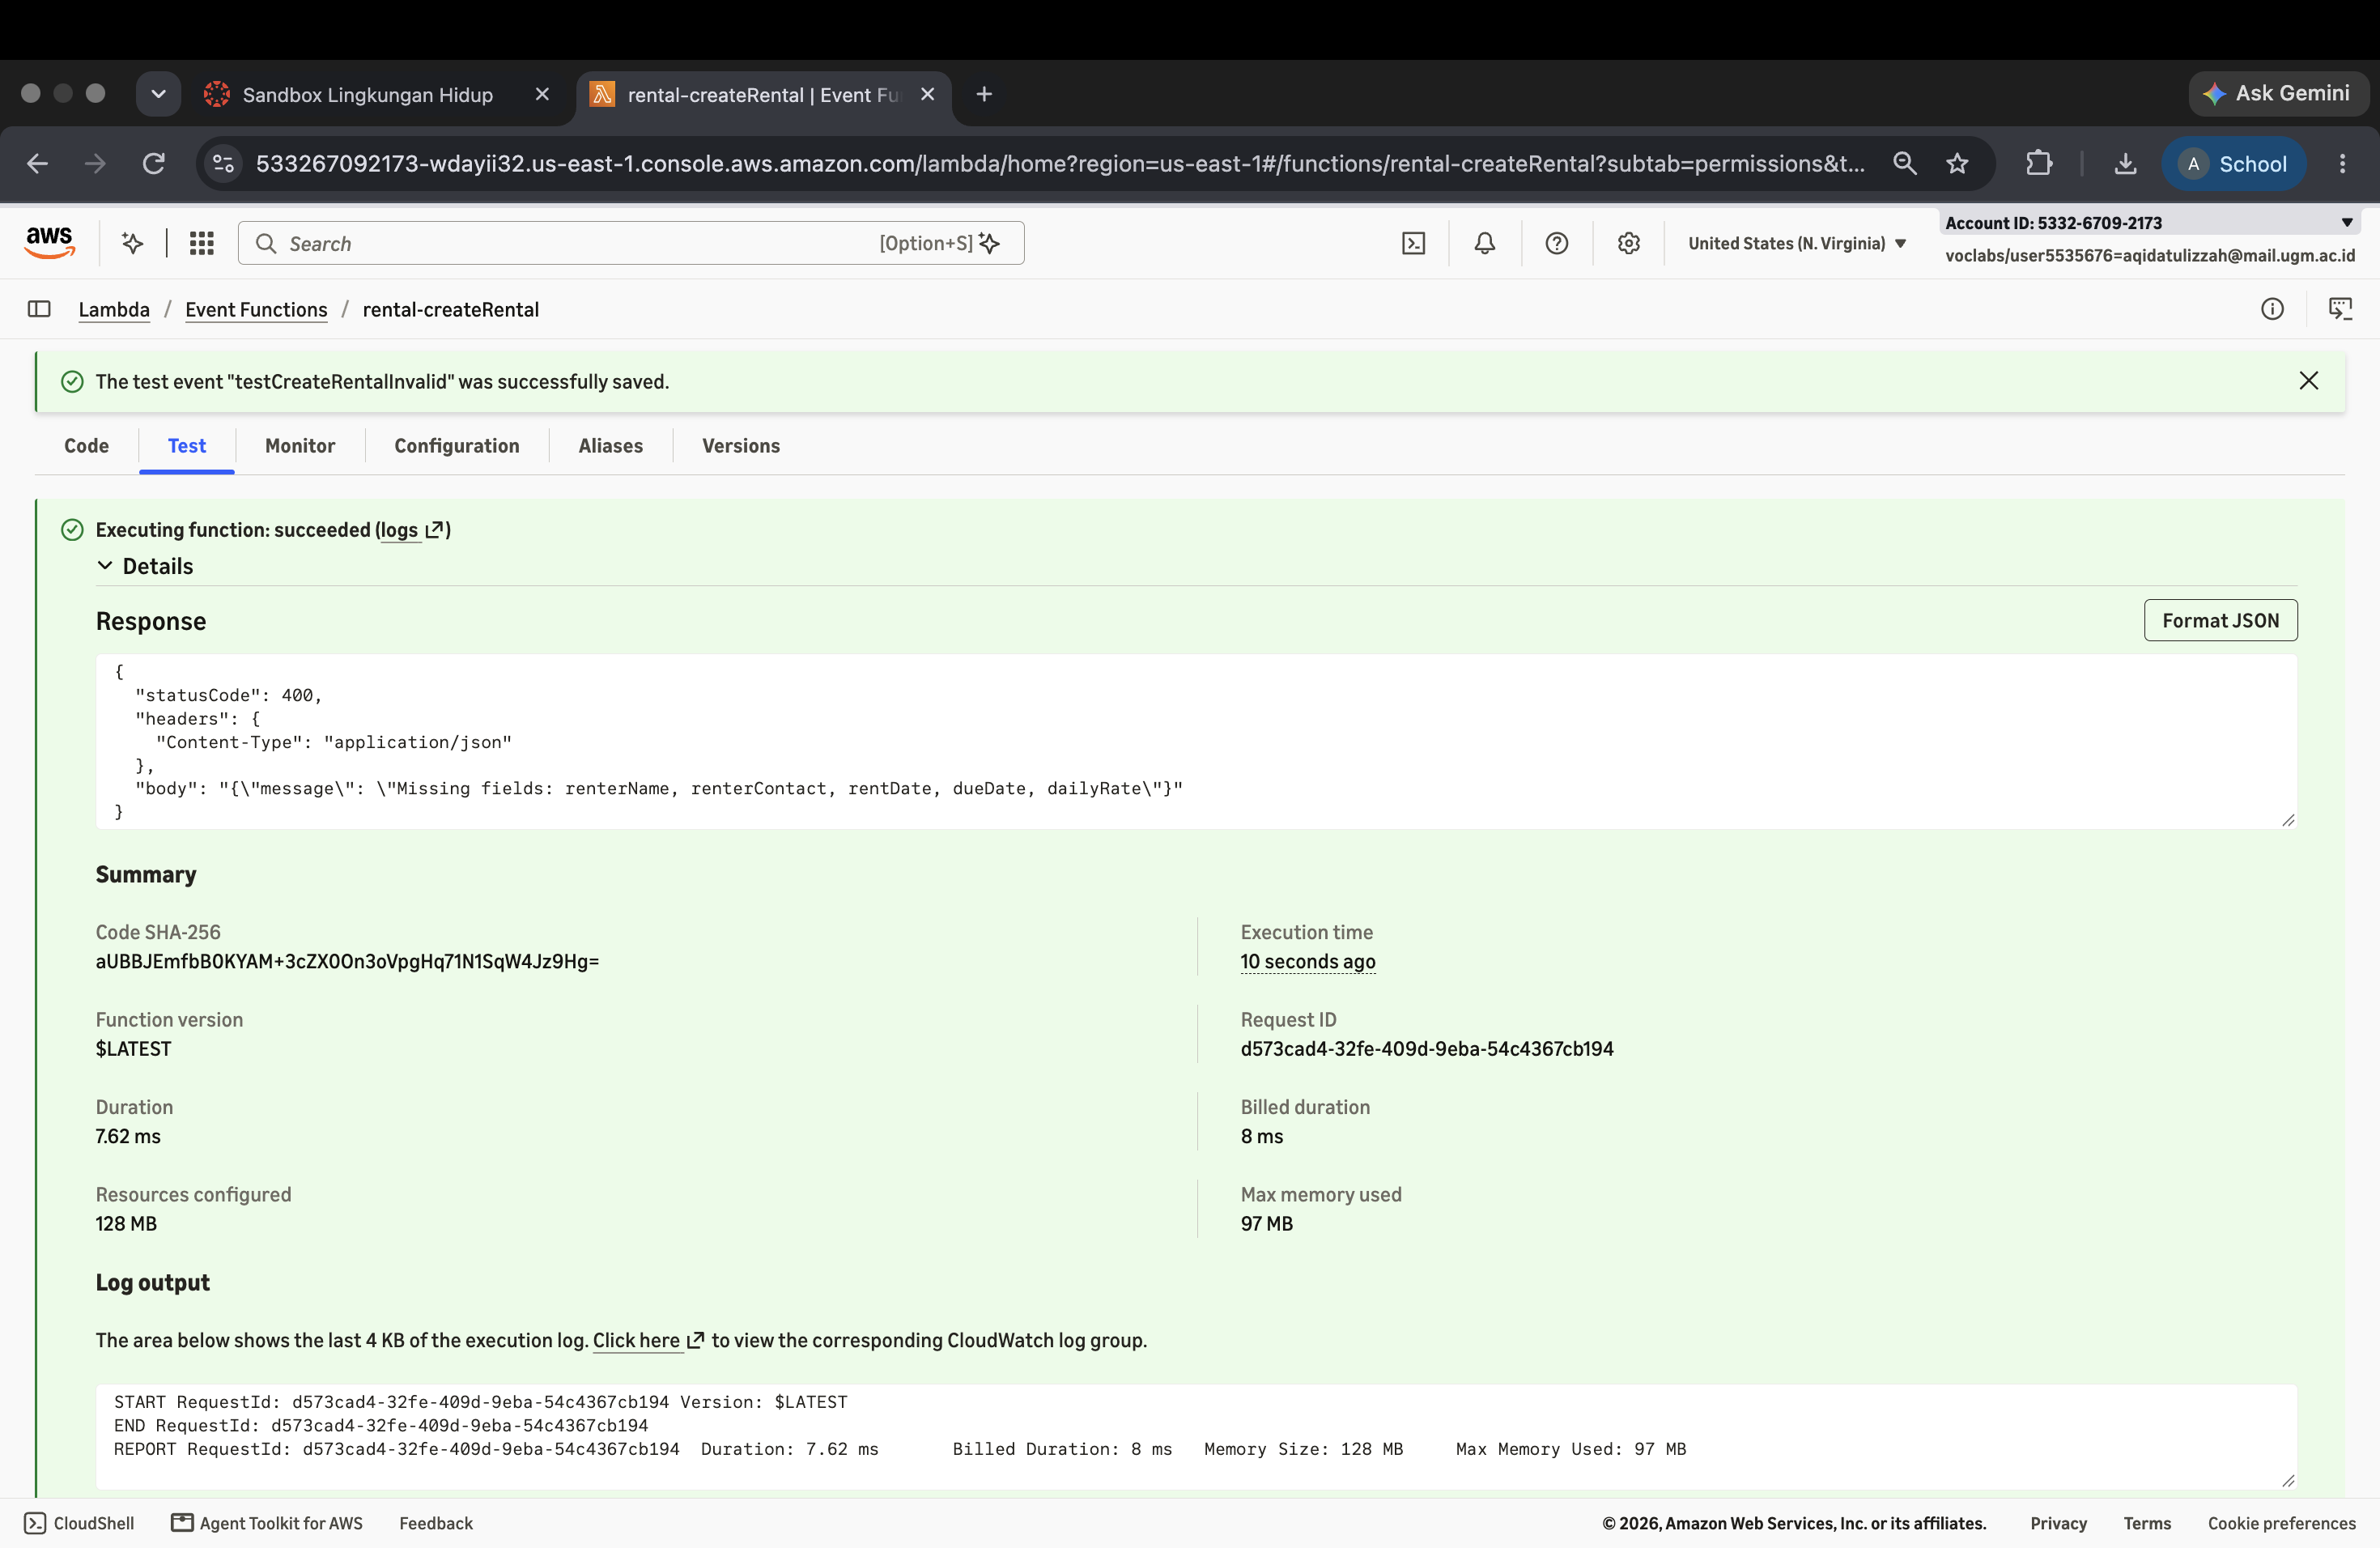 Sandbox Lingkungan Hidup
rental-createRental | Event Fu
Ask Gemini
533267092173-wdayii32.us-east-1.console.aws.amazon.com/lambda/home?region=us-east-1#/functions/rental-createRental?subtab=permissions&t...
A School
aws
Search [Option+S]
United States (N. Virginia)
Account ID: 5332-6709-2173
voclabs/user5535676=aqidatulizzah@mail.ugm.ac.id
Lambda / Event Functions / rental-createRental
The test event "testCreateRentalInvalid" was successfully saved.
Code Test Monitor Configuration Aliases Versions
Executing function: succeeded (logs)
Details
Response
Format JSON
{
"statusCode": 400,
"headers": {
"Content-Type": "application/json"
},
"body": "{\"message\": \"Missing fields: renterName, renterContact, rentDate, dueDate, dailyRate\"}"
}
Summary
Code SHA-256
aUBBJEmfbB0KYAM+3cZX0On3oVpgHq71N1SqW4Jz9Hg=
Execution time
10 seconds ago
Function version
$LATEST
Request ID
d573cad4-32fe-409d-9eba-54c4367cb194
Duration
7.62 ms
Billed duration
8 ms
Resources configured
128 MB
Max memory used
97 MB
Log output
The area below shows the last 4 KB of the execution log. Click here to view the corresponding CloudWatch log group.
START RequestId: d573cad4-32fe-409d-9eba-54c4367cb194 Version: $LATEST
END RequestId: d573cad4-32fe-409d-9eba-54c4367cb194
REPORT RequestId: d573cad4-32fe-409d-9eba-54c4367cb194 Duration: 7.62 ms Billed Duration: 8 ms Memory Size: 128 MB Max Memory Used: 97 MB
CloudShell Agent Toolkit for AWS Feedback
© 2026, Amazon Web Services, Inc. or its affiliates. Privacy Terms Cookie preferences